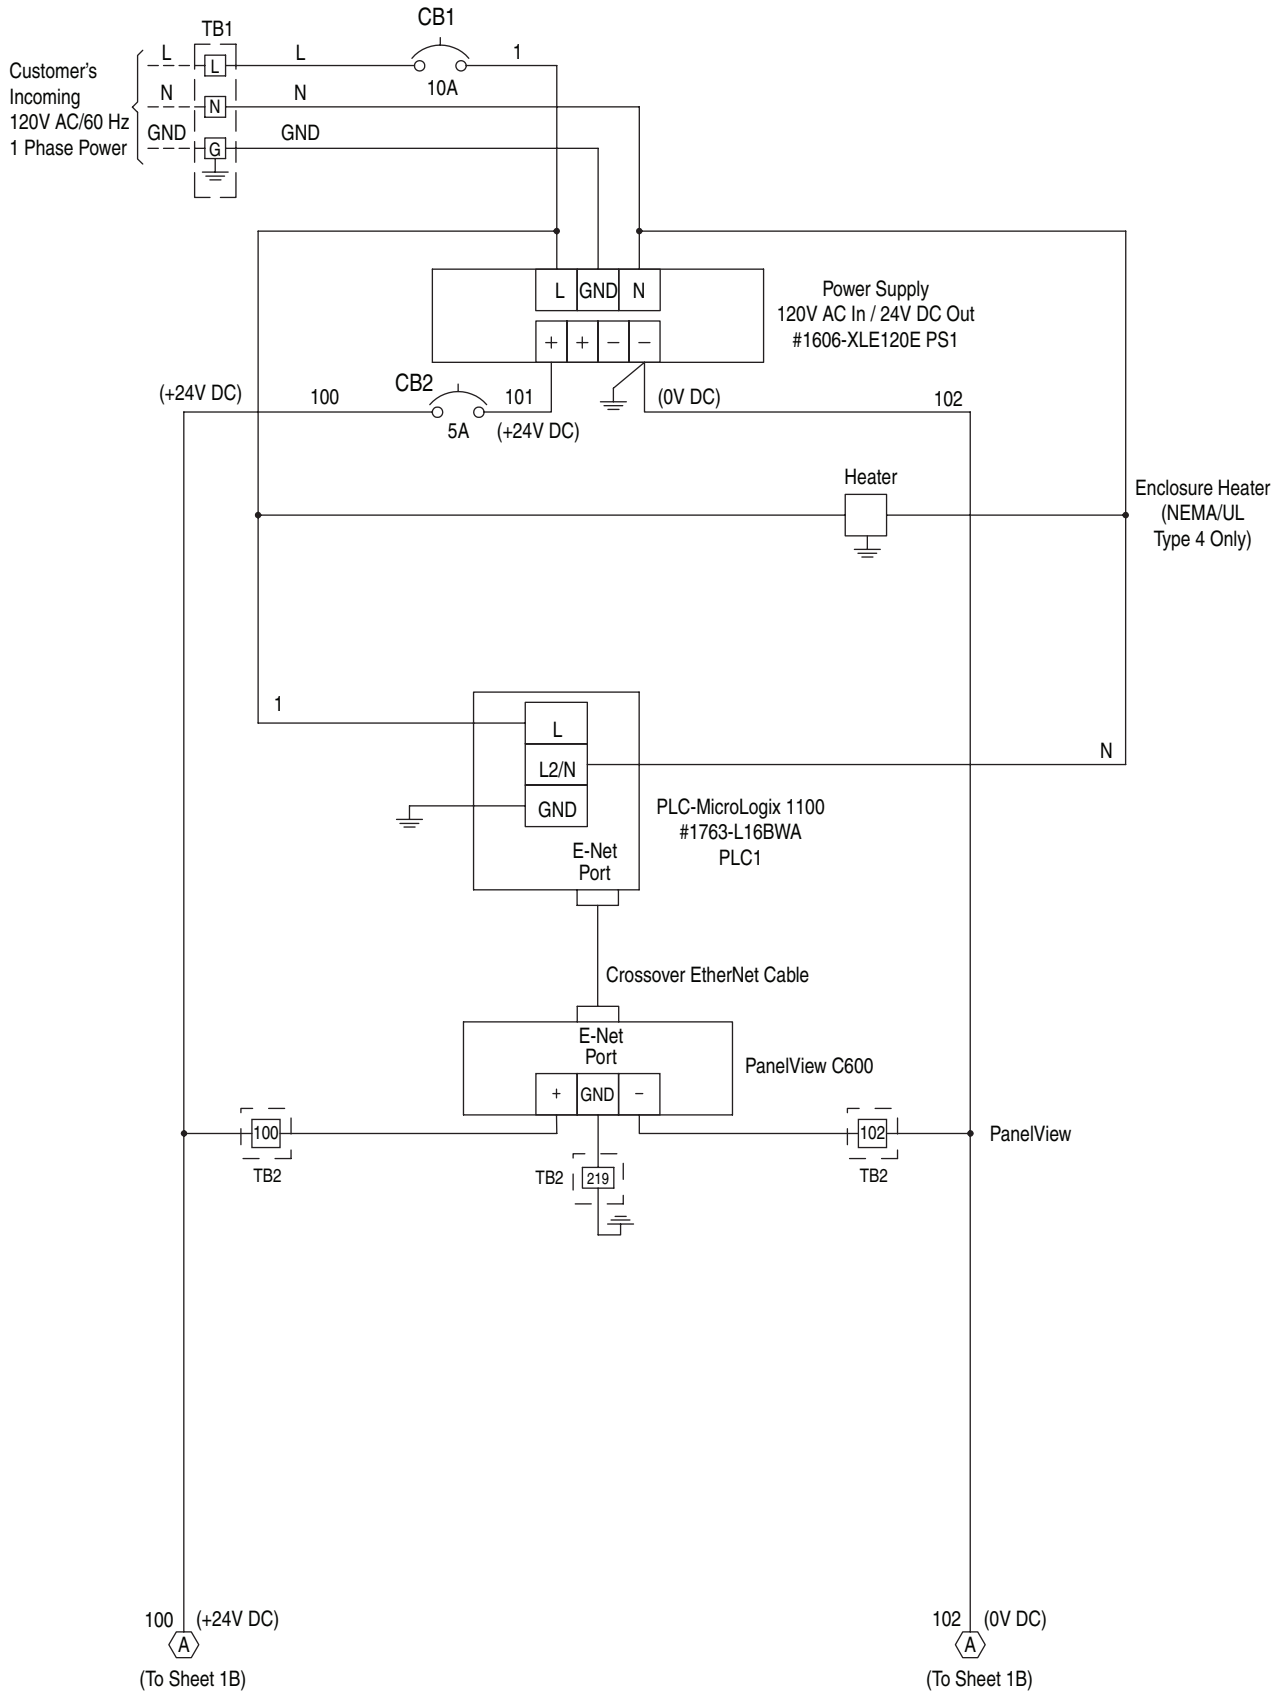 TB1
CB1
L
L
L
1
Customer's
Incoming
120V AC/60 Hz
1 Phase Power
10A
N
N
N
GND
G
GND
L
GND
N
Power Supply
120V AC In / 24V DC Out
#1606-XLE120E PS1
+
+
−
−
(+24V DC)
100
CB2
101
(0V DC)
102
5A
(+24V DC)
Heater
Enclosure Heater
(NEMA/UL
Type 4 Only)
1
L
N
L2/N
GND
PLC-MicroLogix 1100
#1763-L16BWA
PLC1
E-Net
Port
Crossover EtherNet Cable
E-Net
Port
PanelView C600
+
GND
−
100
102
PanelView
TB2
TB2
219
TB2
100
(+24V DC)
102
(0V DC)
A
A
(To Sheet 1B)
(To Sheet 1B)